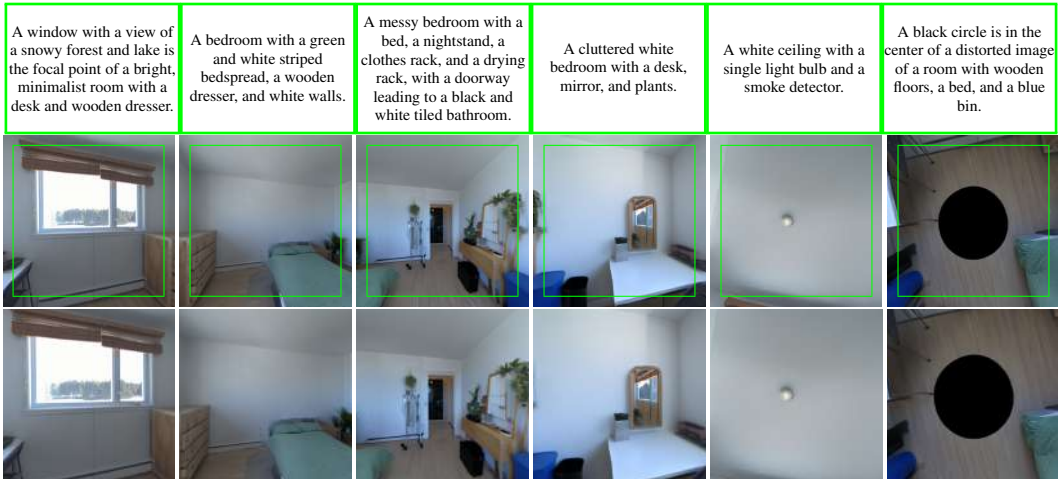 A window with a view of
a snowy forest and lake is
the focal point of a bright,
minimalist room with a
desk and wooden dresser.
A bedroom with a green
and white striped
bedspread, a wooden
dresser, and white walls.
A messy bedroom with a
bed, a nightstand, a
clothes rack, and a drying
rack, with a doorway
leading to a black and
white tiled bathroom.
A cluttered white
bedroom with a desk,
mirror, and plants.
A white ceiling with a
single light bulb and a
smoke detector.
A black circle is in the
center of a distorted image
of a room with wooden
floors, a bed, and a blue
bin.